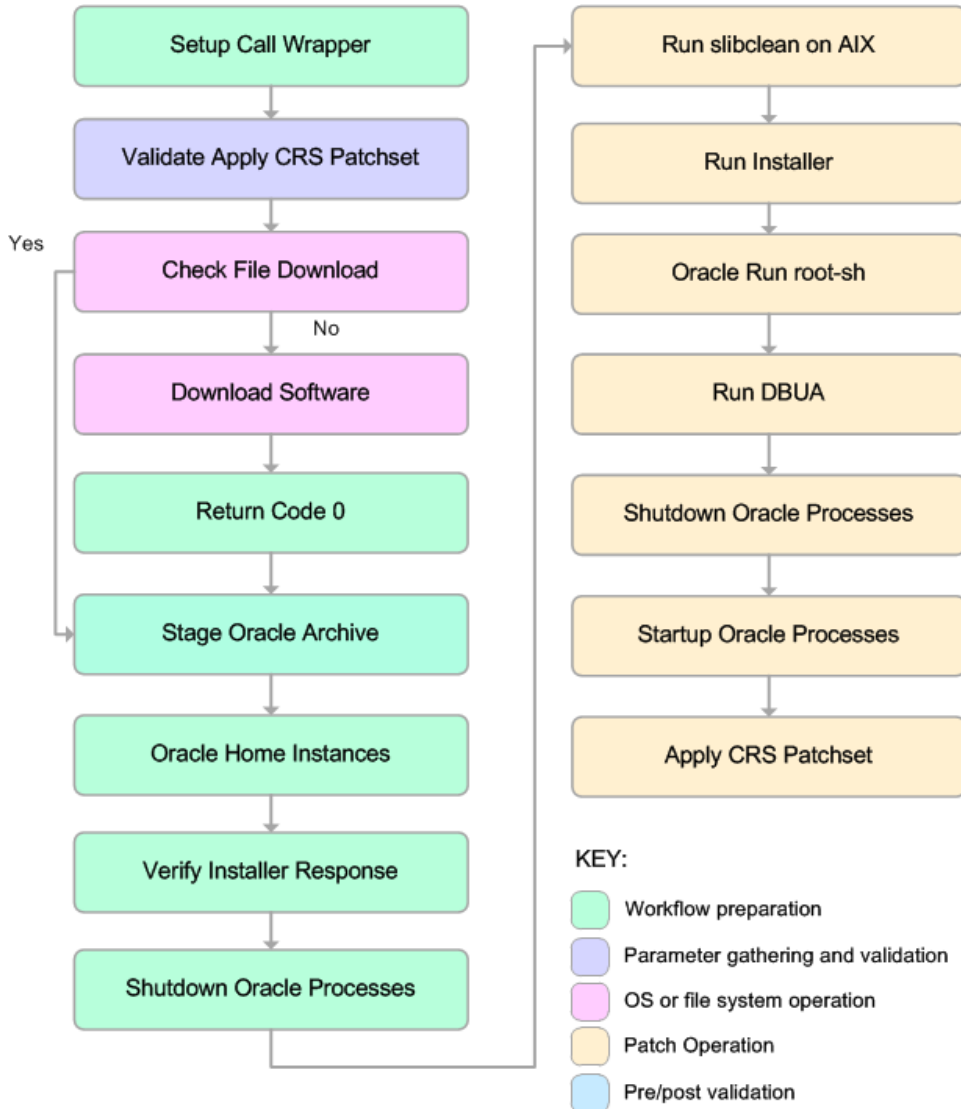 Setup Call Wrapper
Validate Apply CRS Patchset
Yes
Check File Download
No
Download Software
Return Code 0
Stage Oracle Archive
Oracle Home Instances
Verify Installer Response
Shutdown Oracle Processes
Run slibclean on AIX
Run Installer
Oracle Run root-sh
Run DBUA
Shutdown Oracle Processes
Startup Oracle Processes
Apply CRS Patchset
KEY:
Workflow preparation
Parameter gathering and validation
OS or file system operation
Patch Operation
Pre/post validation